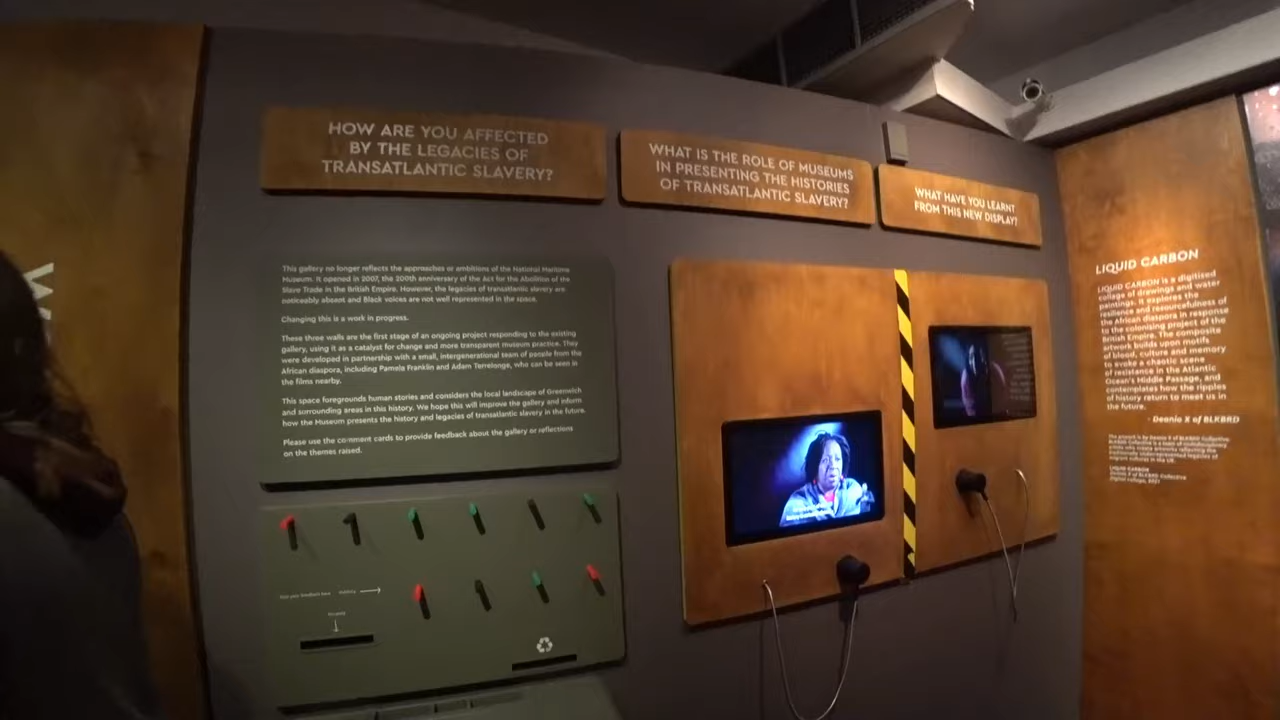 HOW ARE YOU AFFECTED
BY THE LEGACIES OF
TRANSATLANTIC SLAVERY?
WHAT IS THE ROLE OF MUSEUMS
IN PRESENTING THE HISTORIES
OF TRANSATLANTIC SLAVERY?
WHAT HAVE YOU LEARNT
FROM THIS NEW DISPLAY?
This gallery no longer reflects the approaches or ambitions of the National Maritime
Museum. It opened in 2007, the 200th anniversary of the Act for the Abolition of the
Slave Trade in the British Empire. However, the legacies of transatlantic slavery are
noticeably absent and Black voices are not well represented in the space.
Changing this is a work in progress.
These three walls are the first stage of an ongoing project responding to the existing
gallery, using it as a catalyst for change and more transparent museum practice. They
were developed in partnership with a small, intergenerational team of people from the
African diaspora, including Pamela Franklin and Adam Terrelonge, who can be seen in
the films nearby.
This space foregrounds human stories and considers the local landscape of Greenwich
and surrounding areas in this history. We hope this will improve the gallery and inform
how the Museum presents the history and legacies of transatlantic slavery in the future.
Please use the comment cards to provide feedback about the gallery or reflections
on the themes raised.
LIQUID CARBON
LIQUID CARBON is a digitised
collage of drawings and water
paintings. It explores the
resilience and resourcefulness of
the African diaspora in response
to the colonising project of the
British Empire. The composite
artwork builds upon motifs
of blood, culture and memory
to evoke a chaotic scene
of resistance in the Atlantic
Ocean's Middle Passage, and
contemplates how the ripples
of history return to meet us in
the future.
- Deanio X of BLKBRD
LIQUID CARBON
Deanio X of BLKBRD Collective
Digital collage, 2021